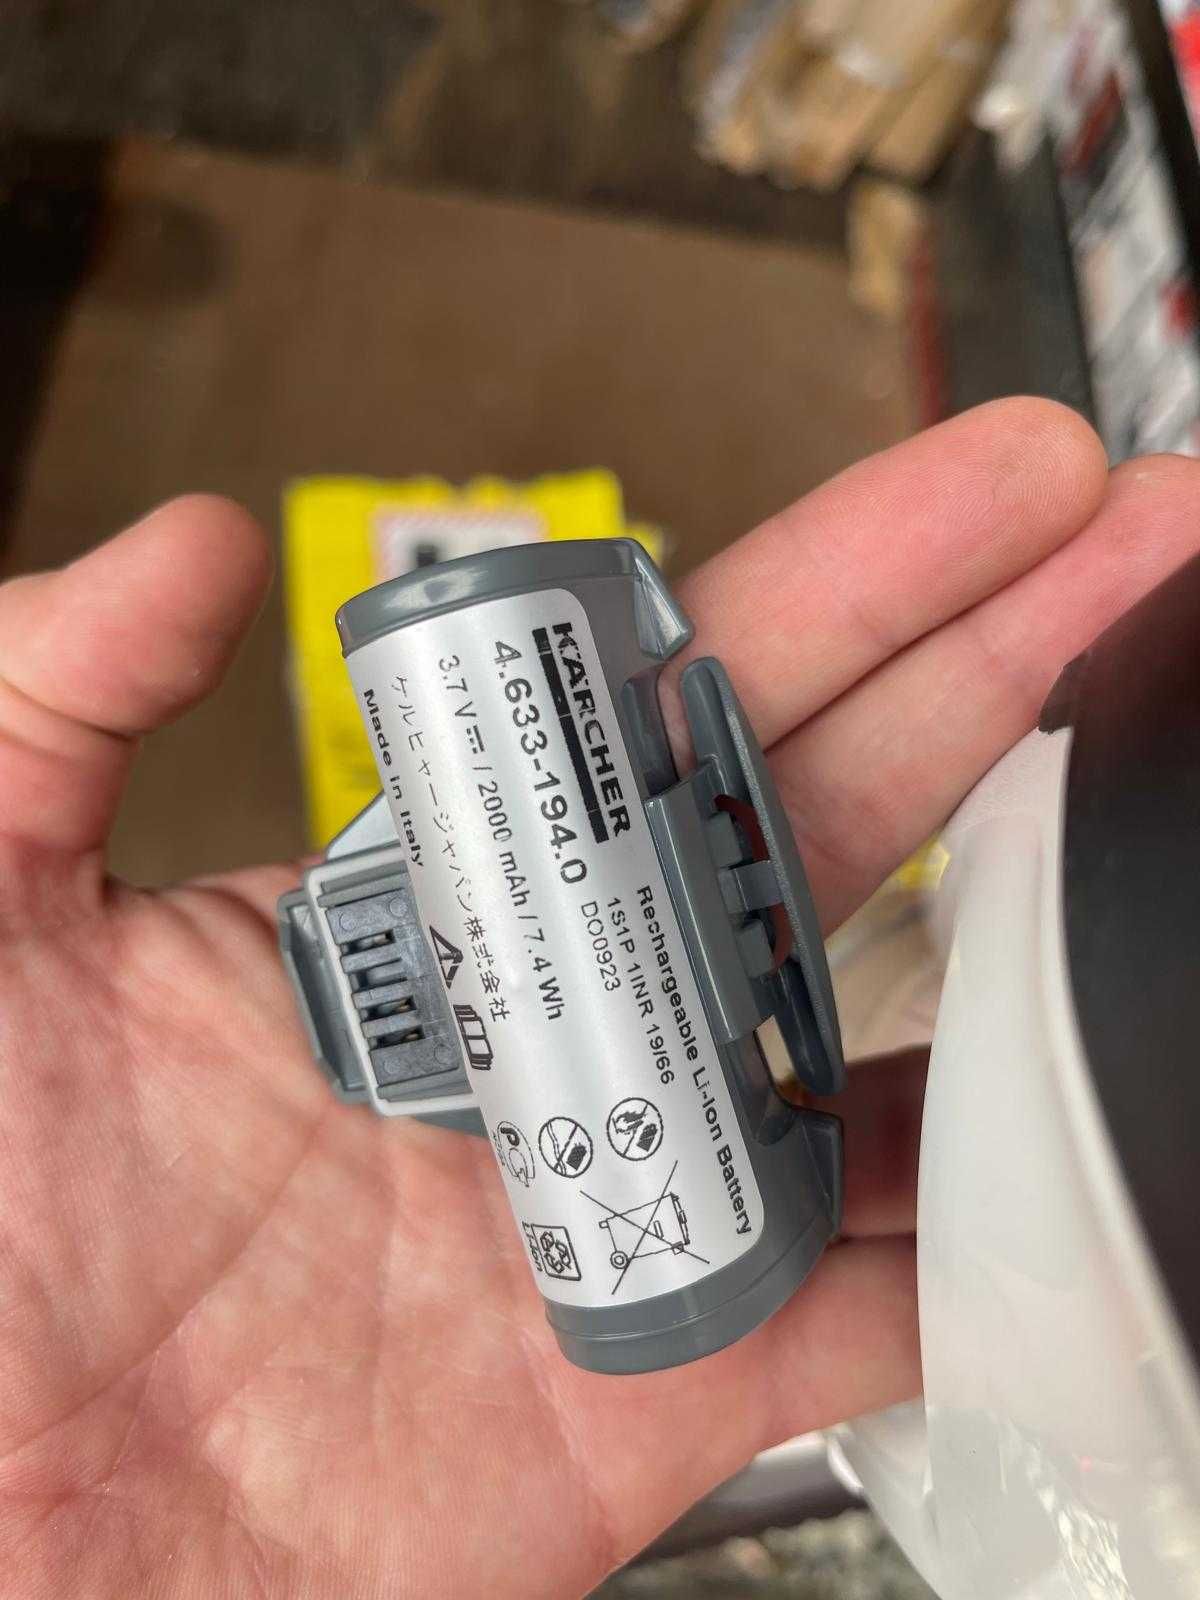 KÄRCHER
4.633-194.0
3.7 V / 2000 mAh / 7.4 Wh
ケルヒャージャパン株式会社
Made in Italy
Rechargeable Li-Ion Battery
1S1P 1INR 19/66
DO0923
Li-ion